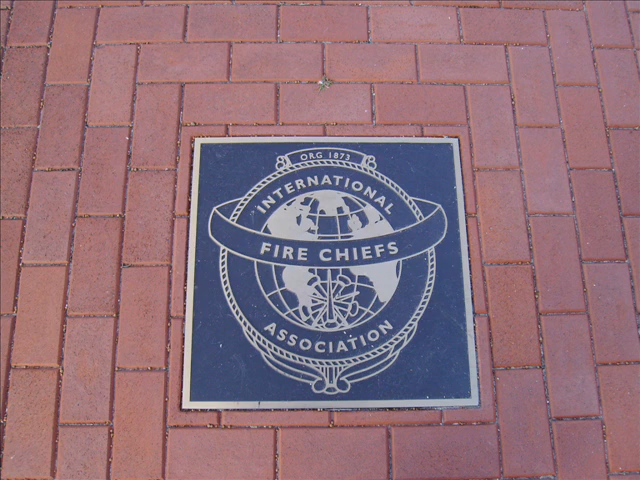 ORG 1873
INTERNATIONAL
FIRE CHIEFS
ASSOCIATION